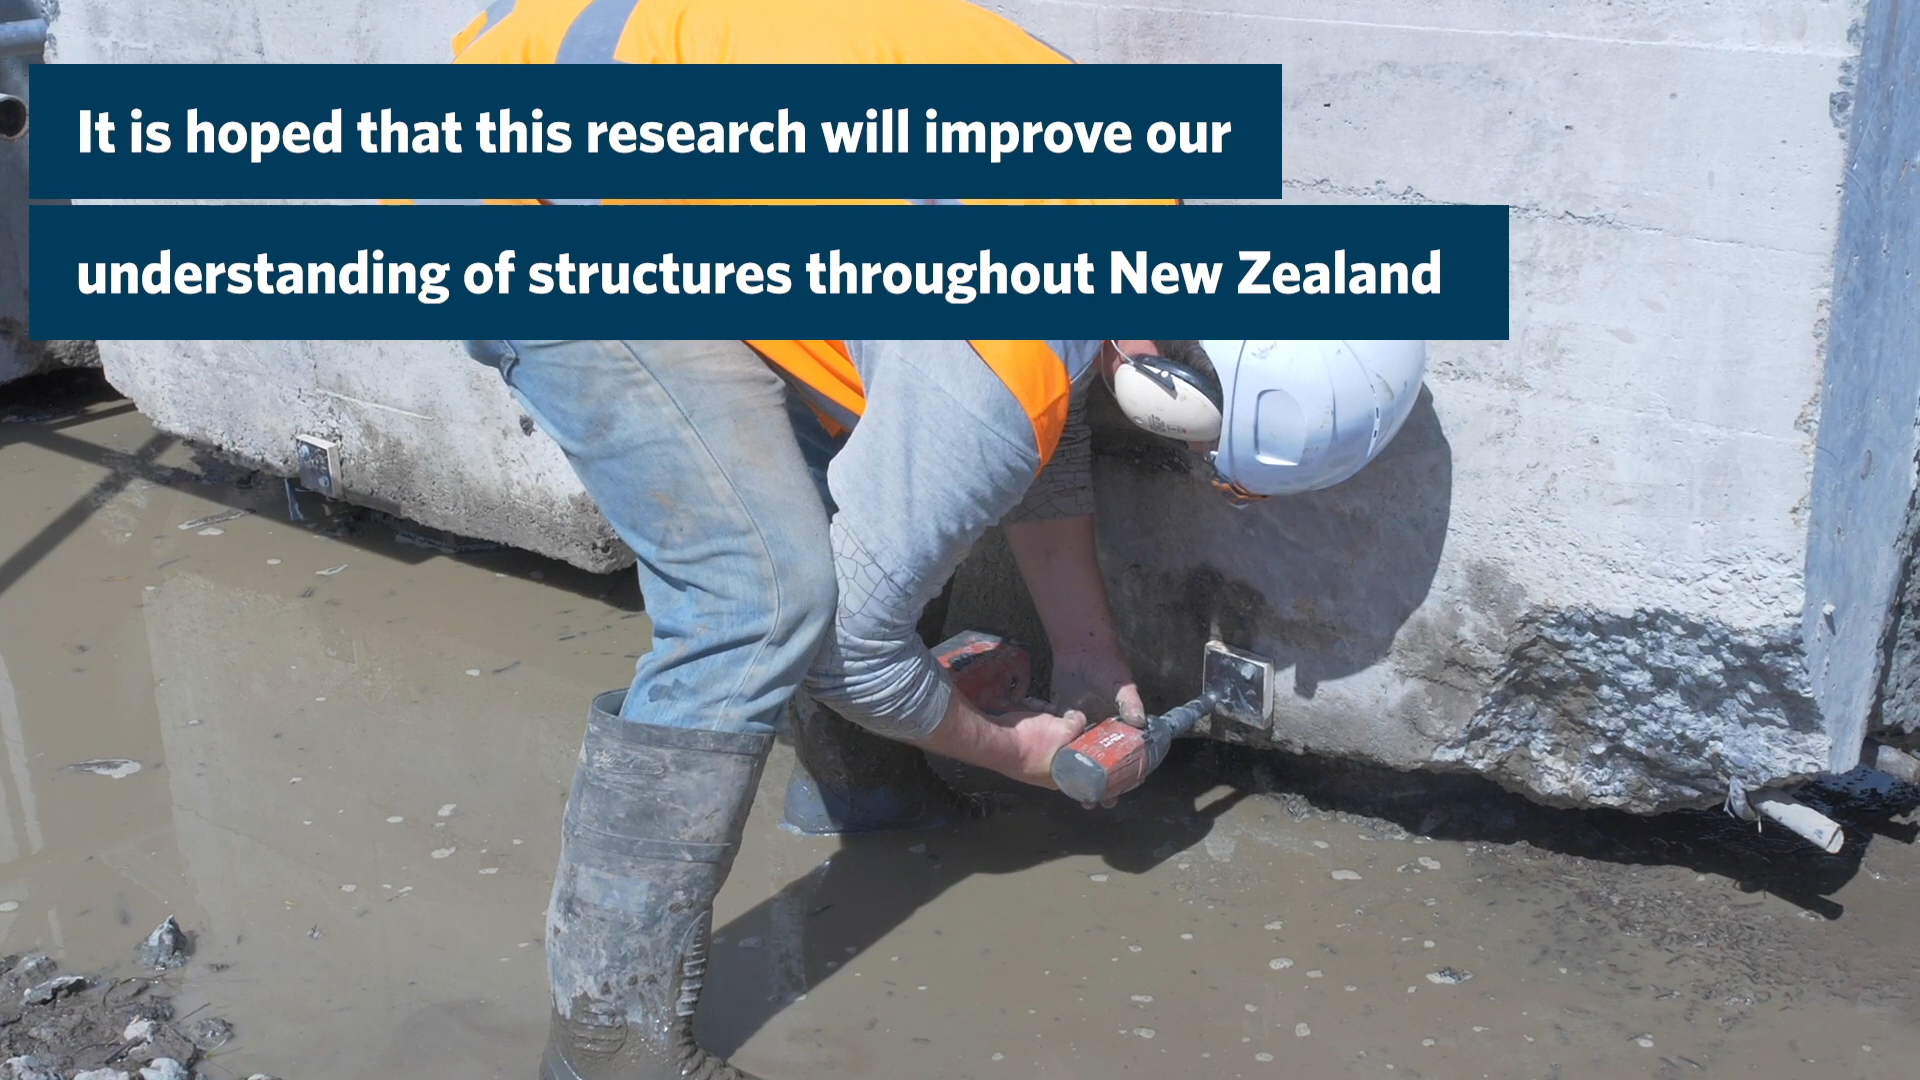 It is hoped that this research will improve our
understanding of structures throughout New Zealand